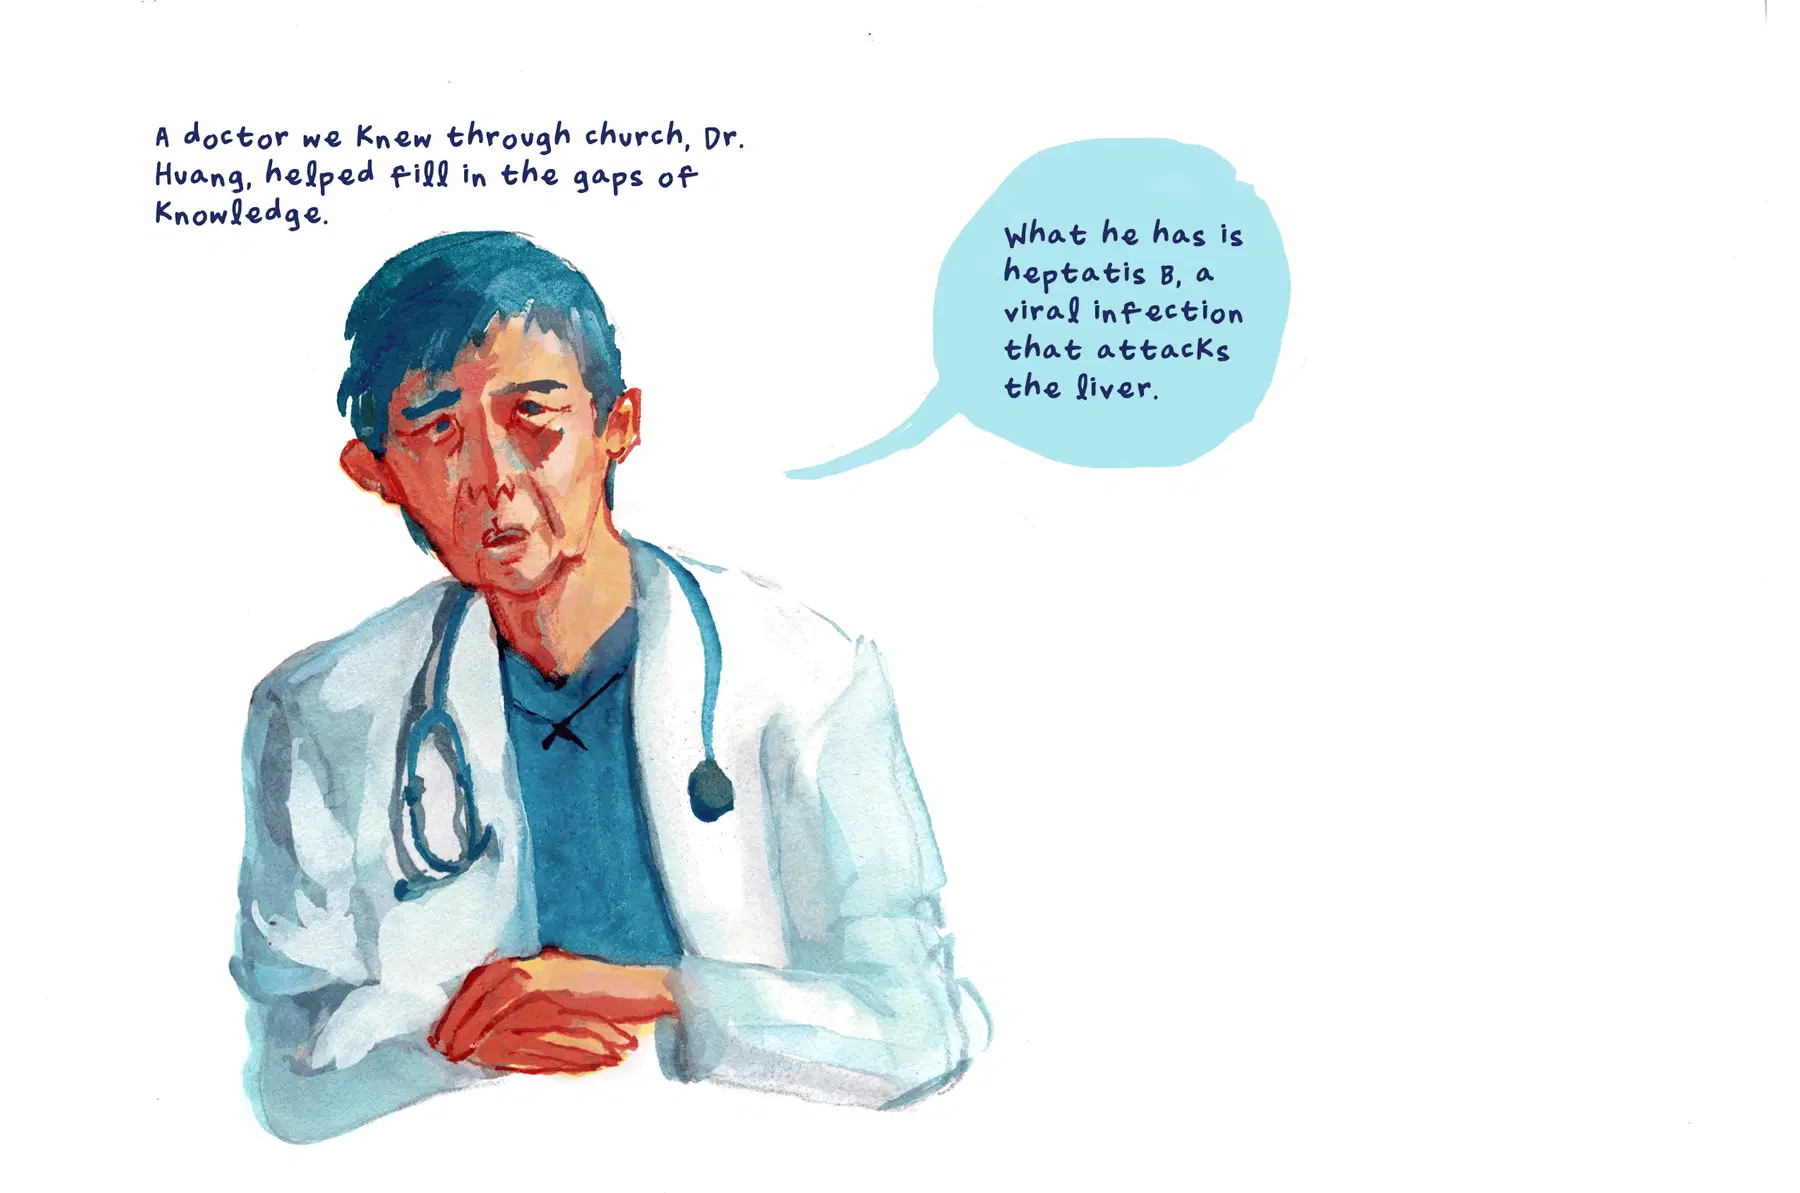 A doctor we Knew through church, Dr.
Huang, helped fill in the gaps of
Knowledge.
What he has is
heptatis B, a
viral infection
that attacks
the liver.